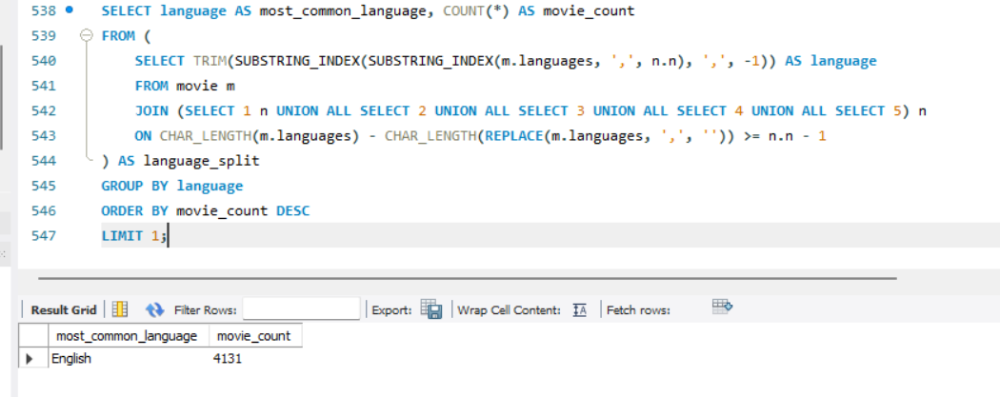 538 SELECT language AS most_common_language, COUNT(*) AS movie_count
539 FROM (
540 SELECT TRIM(SUBSTRING_INDEX(SUBSTRING_INDEX(m.languages, ',', n.n), ',', -1)) AS language
541 FROM movie m
542 JOIN (SELECT 1 n UNION ALL SELECT 2 UNION ALL SELECT 3 UNION ALL SELECT 4 UNION ALL SELECT 5) n
543 ON CHAR_LENGTH(m.languages) - CHAR_LENGTH(REPLACE(m.languages, ',', '')) >= n.n - 1
544 ) AS language_split
545 GROUP BY language
546 ORDER BY movie_count DESC
547 LIMIT 1;
Result Grid Filter Rows: Export: Wrap Cell Content: IA Fetch rows:
most_common_language movie_count
English 4131